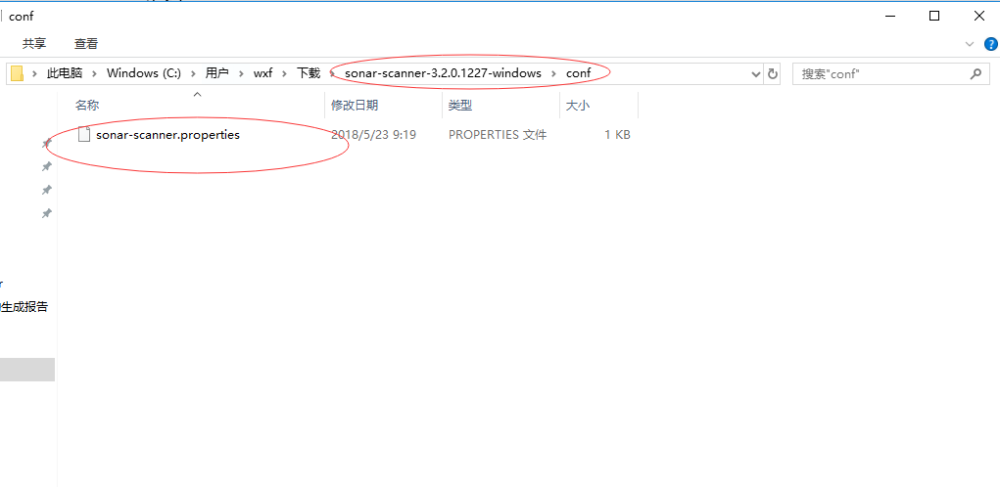 conf
共享 查看
此电脑 Windows (C:) 用户 wxf 下载 sonar-scanner-3.2.0.1227-windows conf 搜索"conf"
名称 修改日期 类型 大小
sonar-scanner.properties 2018/5/23 9:19 PROPERTIES 文件 1 KB
r
生成报告